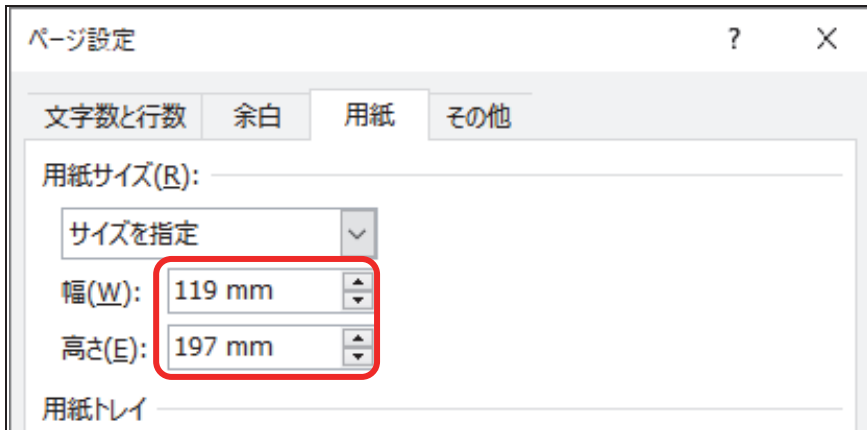 ページ設定 ?
文字数と行数 余白 用紙 その他
用紙サイズ(R):
サイズを指定
幅(W): 119 mm
高さ(E): 197 mm
用紙トレイ